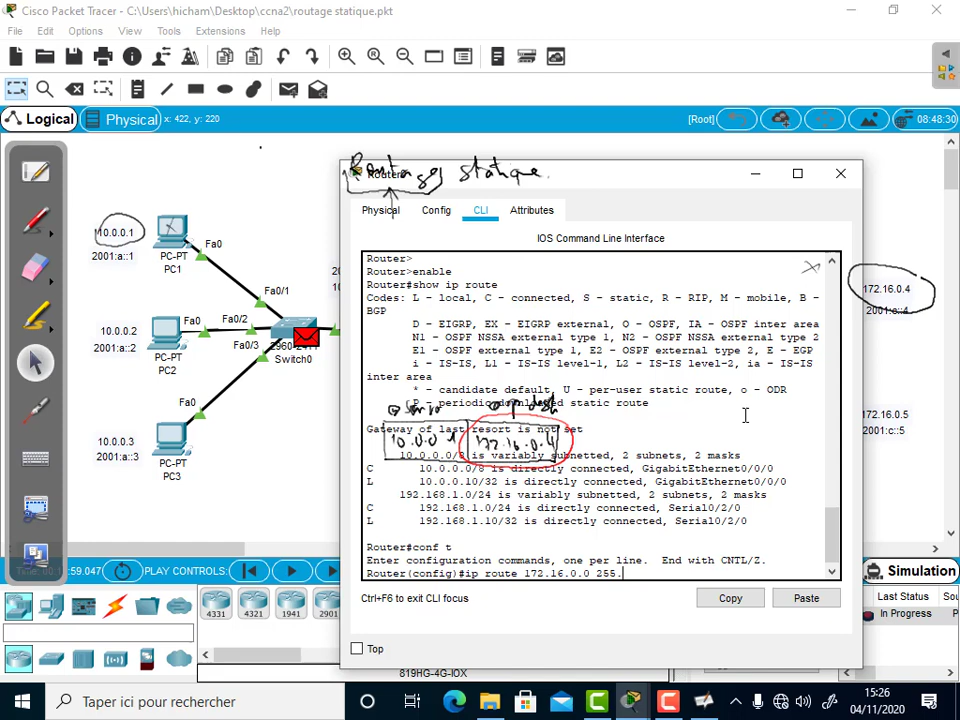 Cisco Packet Tracer - C:\Users\hicham\Desktop\ccna2\routage statique.pkt
File Edit Options View Tools Extensions Help
Logical Physical x: 422, y: 220 [Root] 08:48:30
Routages statique.
Router
Physical Config CLI Attributes
IOS Command Line Interface
10.0.0.1
2001:a::1
PC-PT
PC1
Fa0
Fa0/1
10.0.0.2
2001:a::2
PC-PT
PC2
Fa0
Fa0/2
Fa0/3
Switch0
10.0.0.3
2001:a::3
PC-PT
PC3
Fa0
Router>
Router>enable
Router#show ip route
Codes: L - local, C - connected, S - static, R - RIP, M - mobile, B -
BGP
D - EIGRP, EX - EIGRP external, O - OSPF, IA - OSPF inter area
N1 - OSPF NSSA external type 1, N2 - OSPF NSSA external type 2
E1 - OSPF external type 1, E2 - OSPF external type 2, E - EGP
i - IS-IS, L1 - IS-IS level-1, L2 - IS-IS level-2, ia - IS-IS
inter area
* - candidate default, U - per-user static route, o - ODR
P - periodic downloaded static route
Gateway of last resort is not set
10.0.0.1 172.16.0.4
10.0.0.0/8 is variably subnetted, 2 subnets, 2 masks
C 10.0.0.0/8 is directly connected, GigabitEthernet0/0/0
L 10.0.0.10/32 is directly connected, GigabitEthernet0/0/0
192.168.1.0/24 is variably subnetted, 2 subnets, 2 masks
C 192.168.1.0/24 is directly connected, Serial0/2/0
L 192.168.1.10/32 is directly connected, Serial0/2/0
Router#conf t
Enter configuration commands, one per line. End with CNTL/Z.
Router(config)#ip route 172.16.0.0 255.
Ctrl+F6 to exit CLI focus
Copy
Paste
Top
172.16.0.4
2001:c::4
172.16.0.5
2001:c::5
59.047 PLAY CONTROLS:
Simulation
4331 4321 1941 2901
Last Status
In Progress
819HG-4G-IOX
Taper ici pour rechercher
15:26
04/11/2020